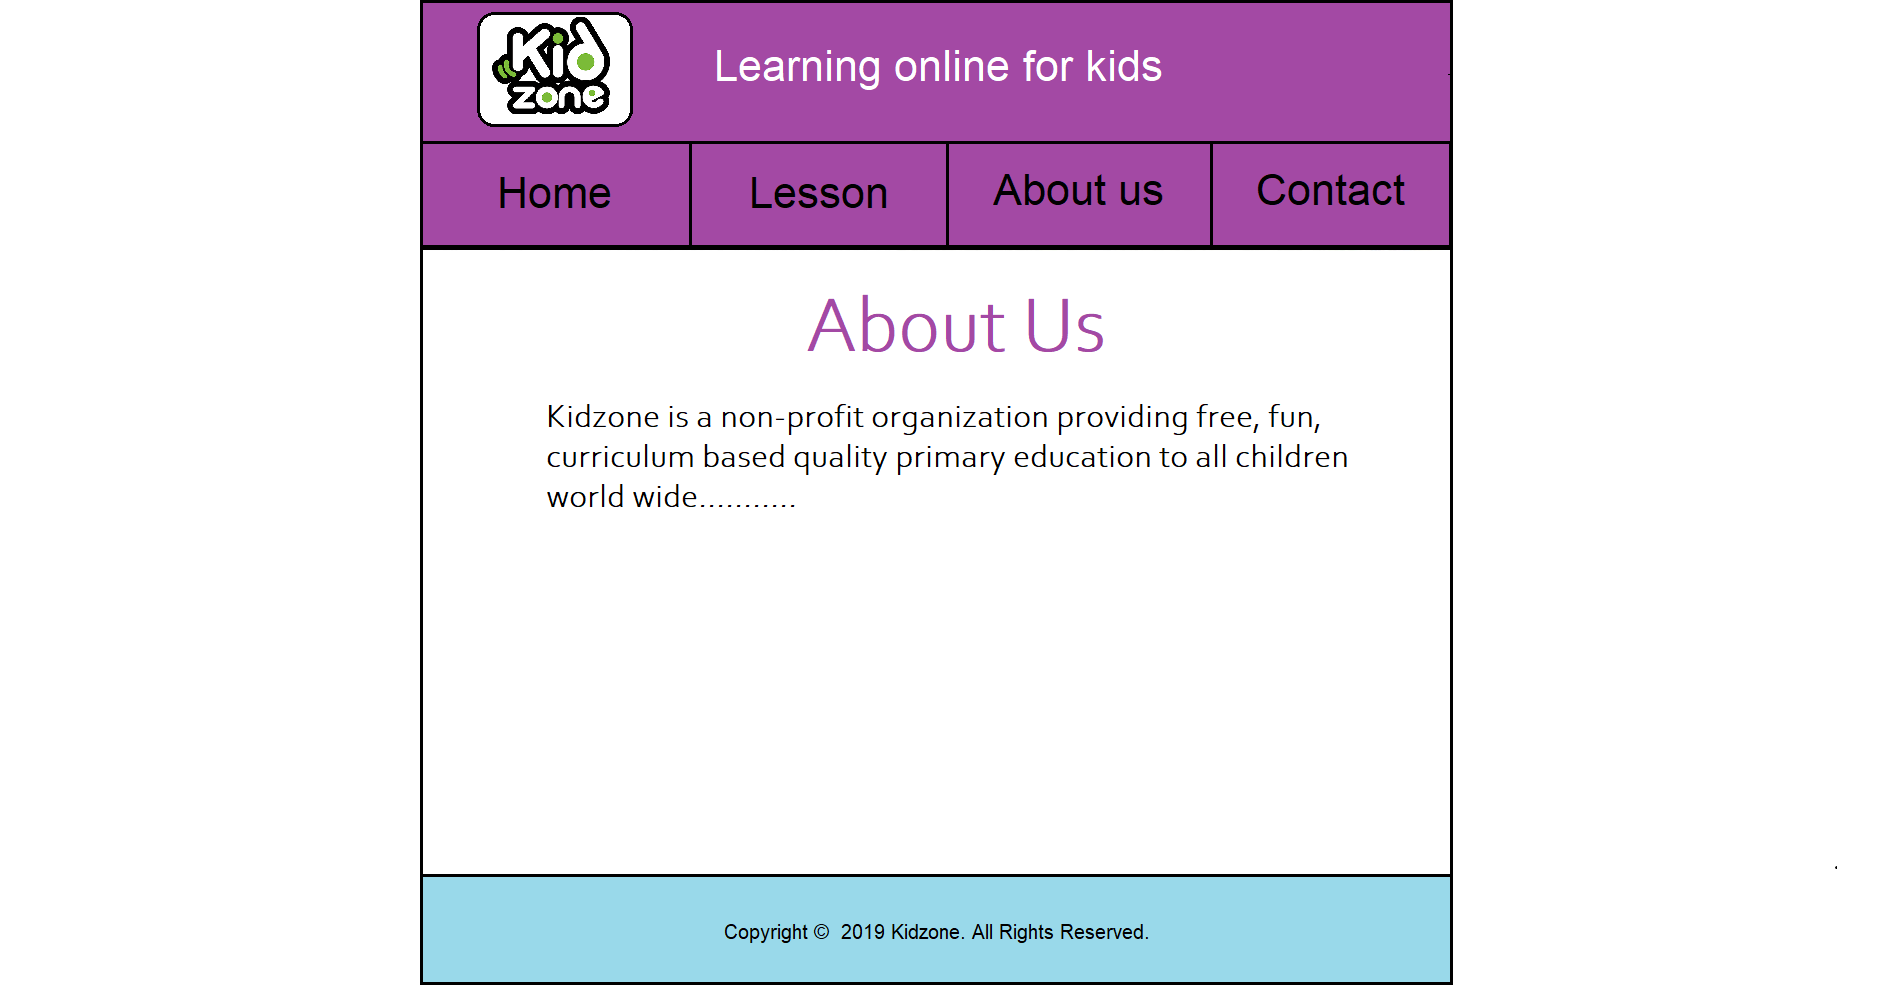 Kid
zone
Learning online for kids
Home Lesson About us Contact
About Us
Kidzone is a non-profit organization providing free, fun,
curriculum based quality primary education to all children
world wide...........
Copyright ©  2019 Kidzone. All Rights Reserved.